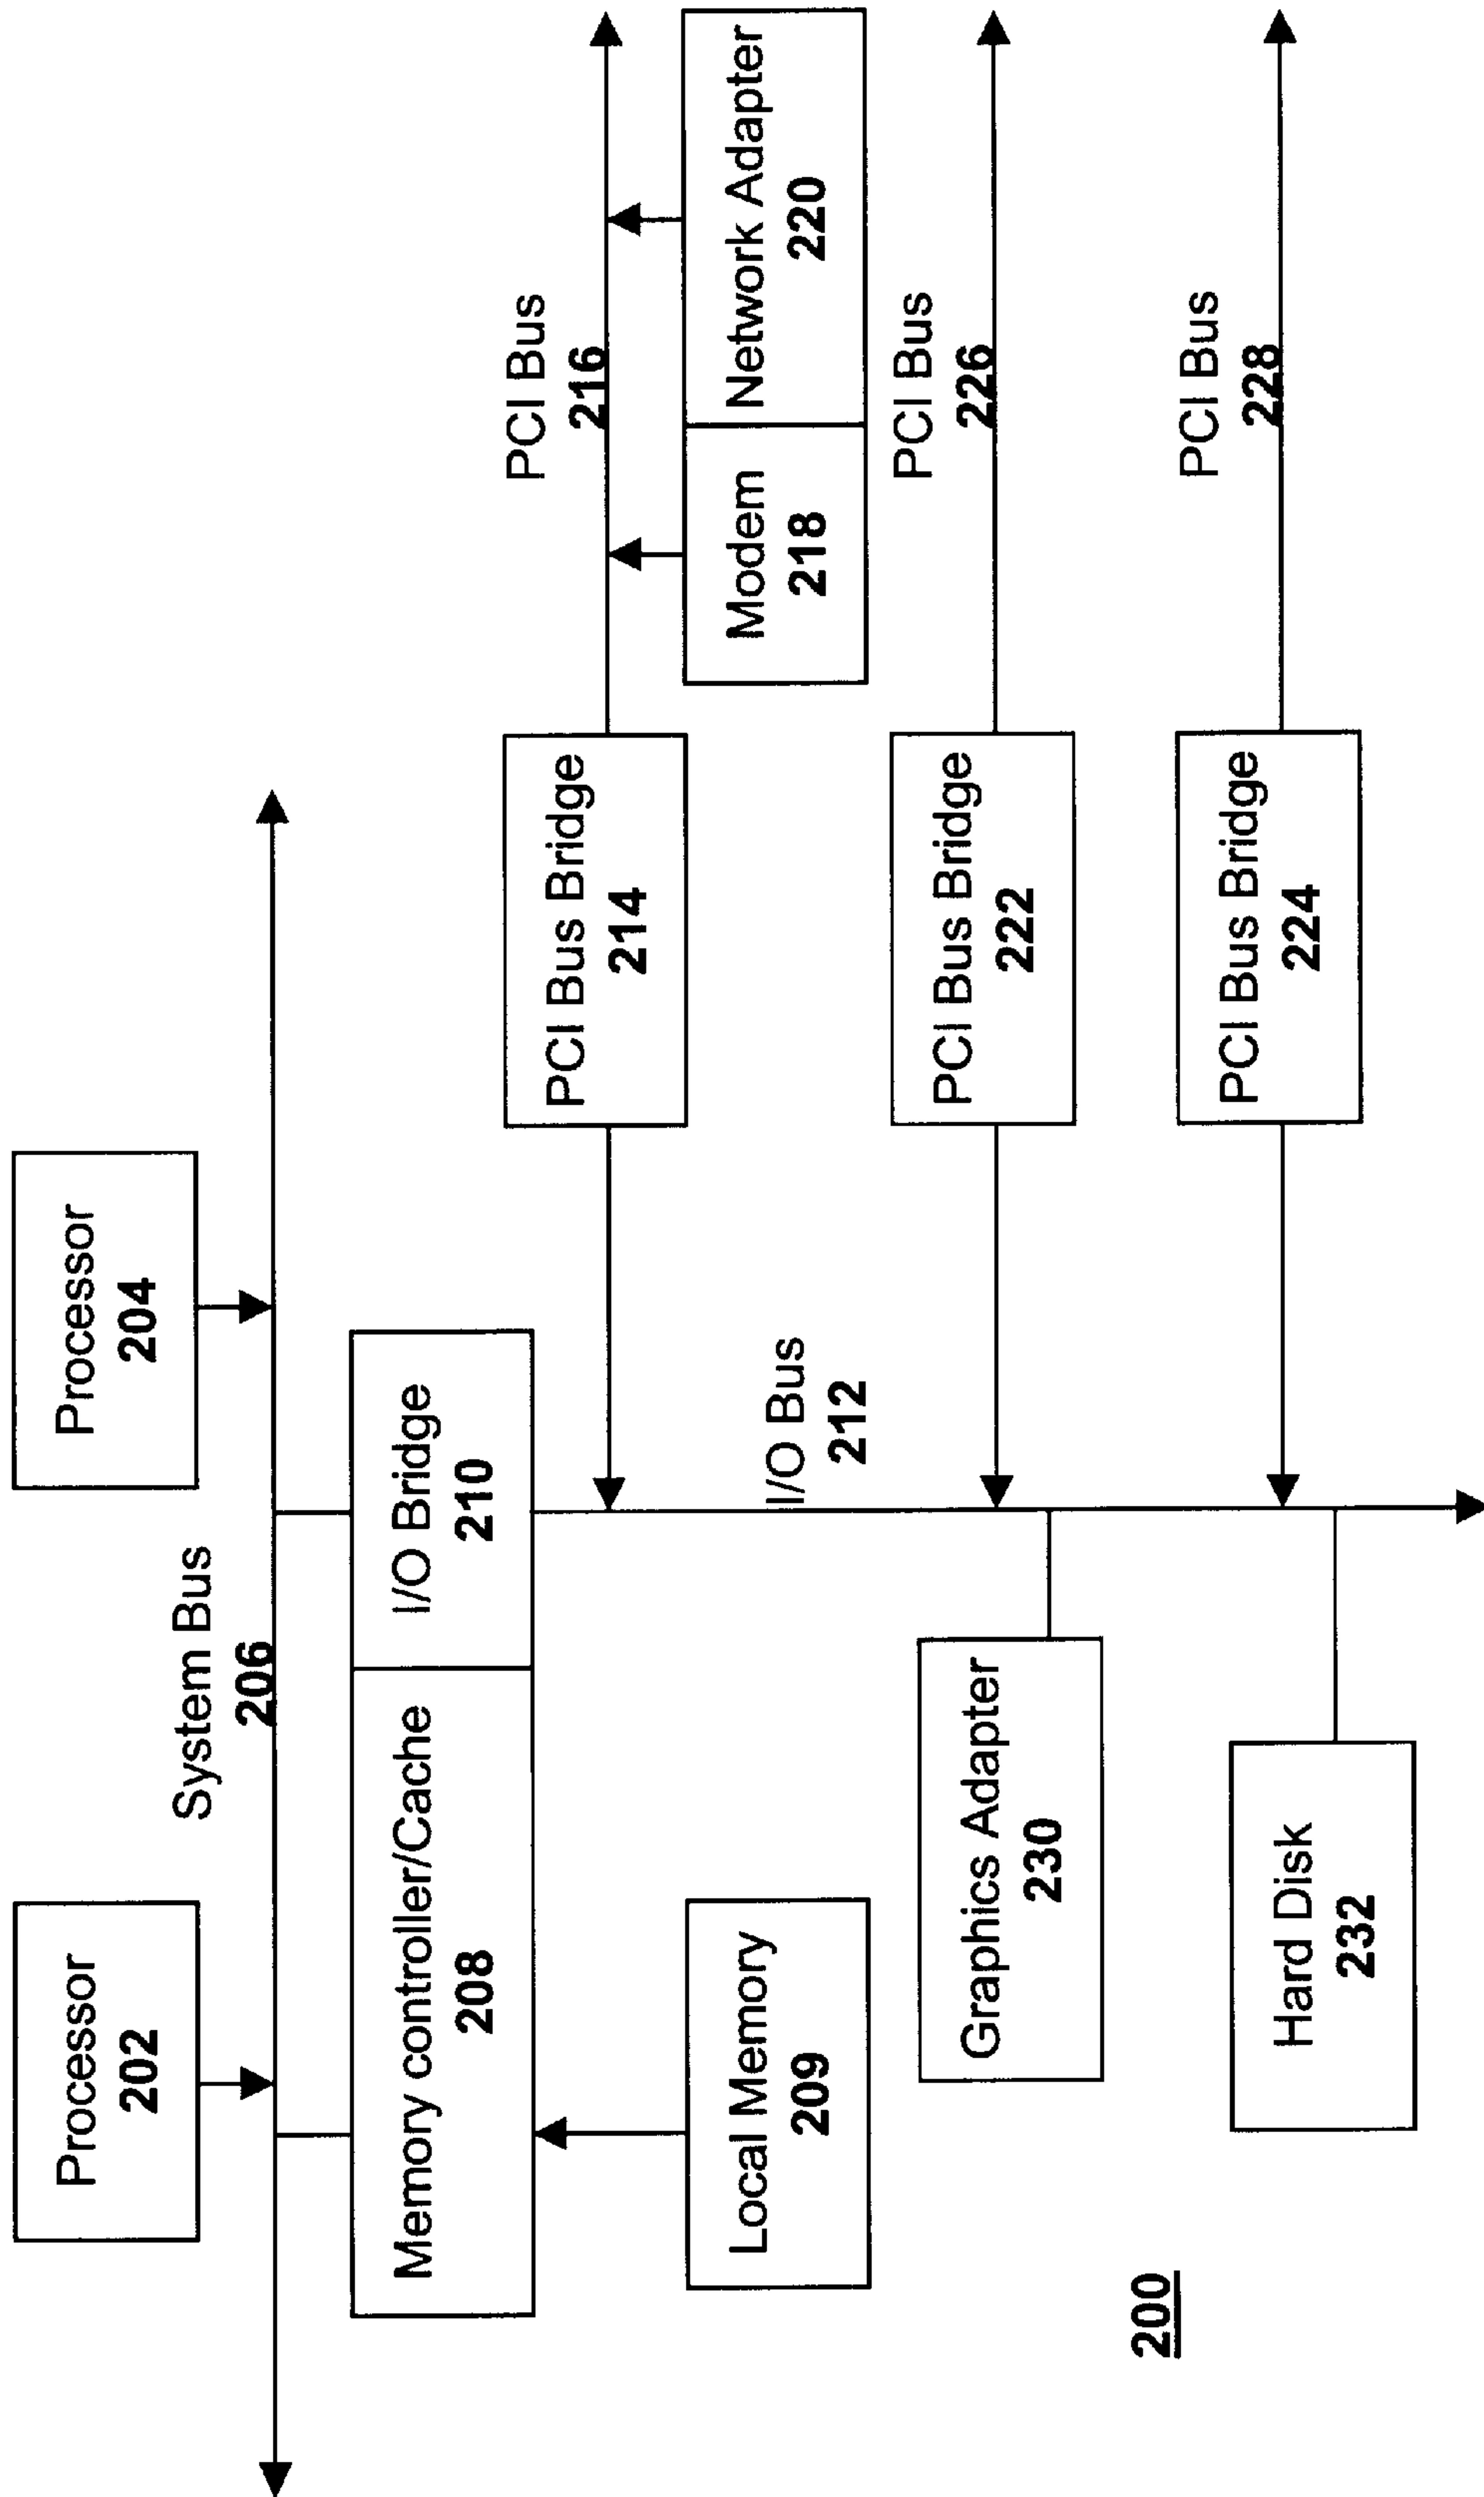 Processor
202
Processor
204
System Bus
206
Memory controller/Cache
208
I/O Bridge
210
PCI Bus Bridge
214
PCI Bus
216
Local Memory
209
I/O Bus
212
Modem
218
Network Adapter
220
Graphics Adapter
230
PCI Bus Bridge
222
PCI Bus
226
Hard Disk
232
PCI Bus Bridge
224
PCI Bus
228
200